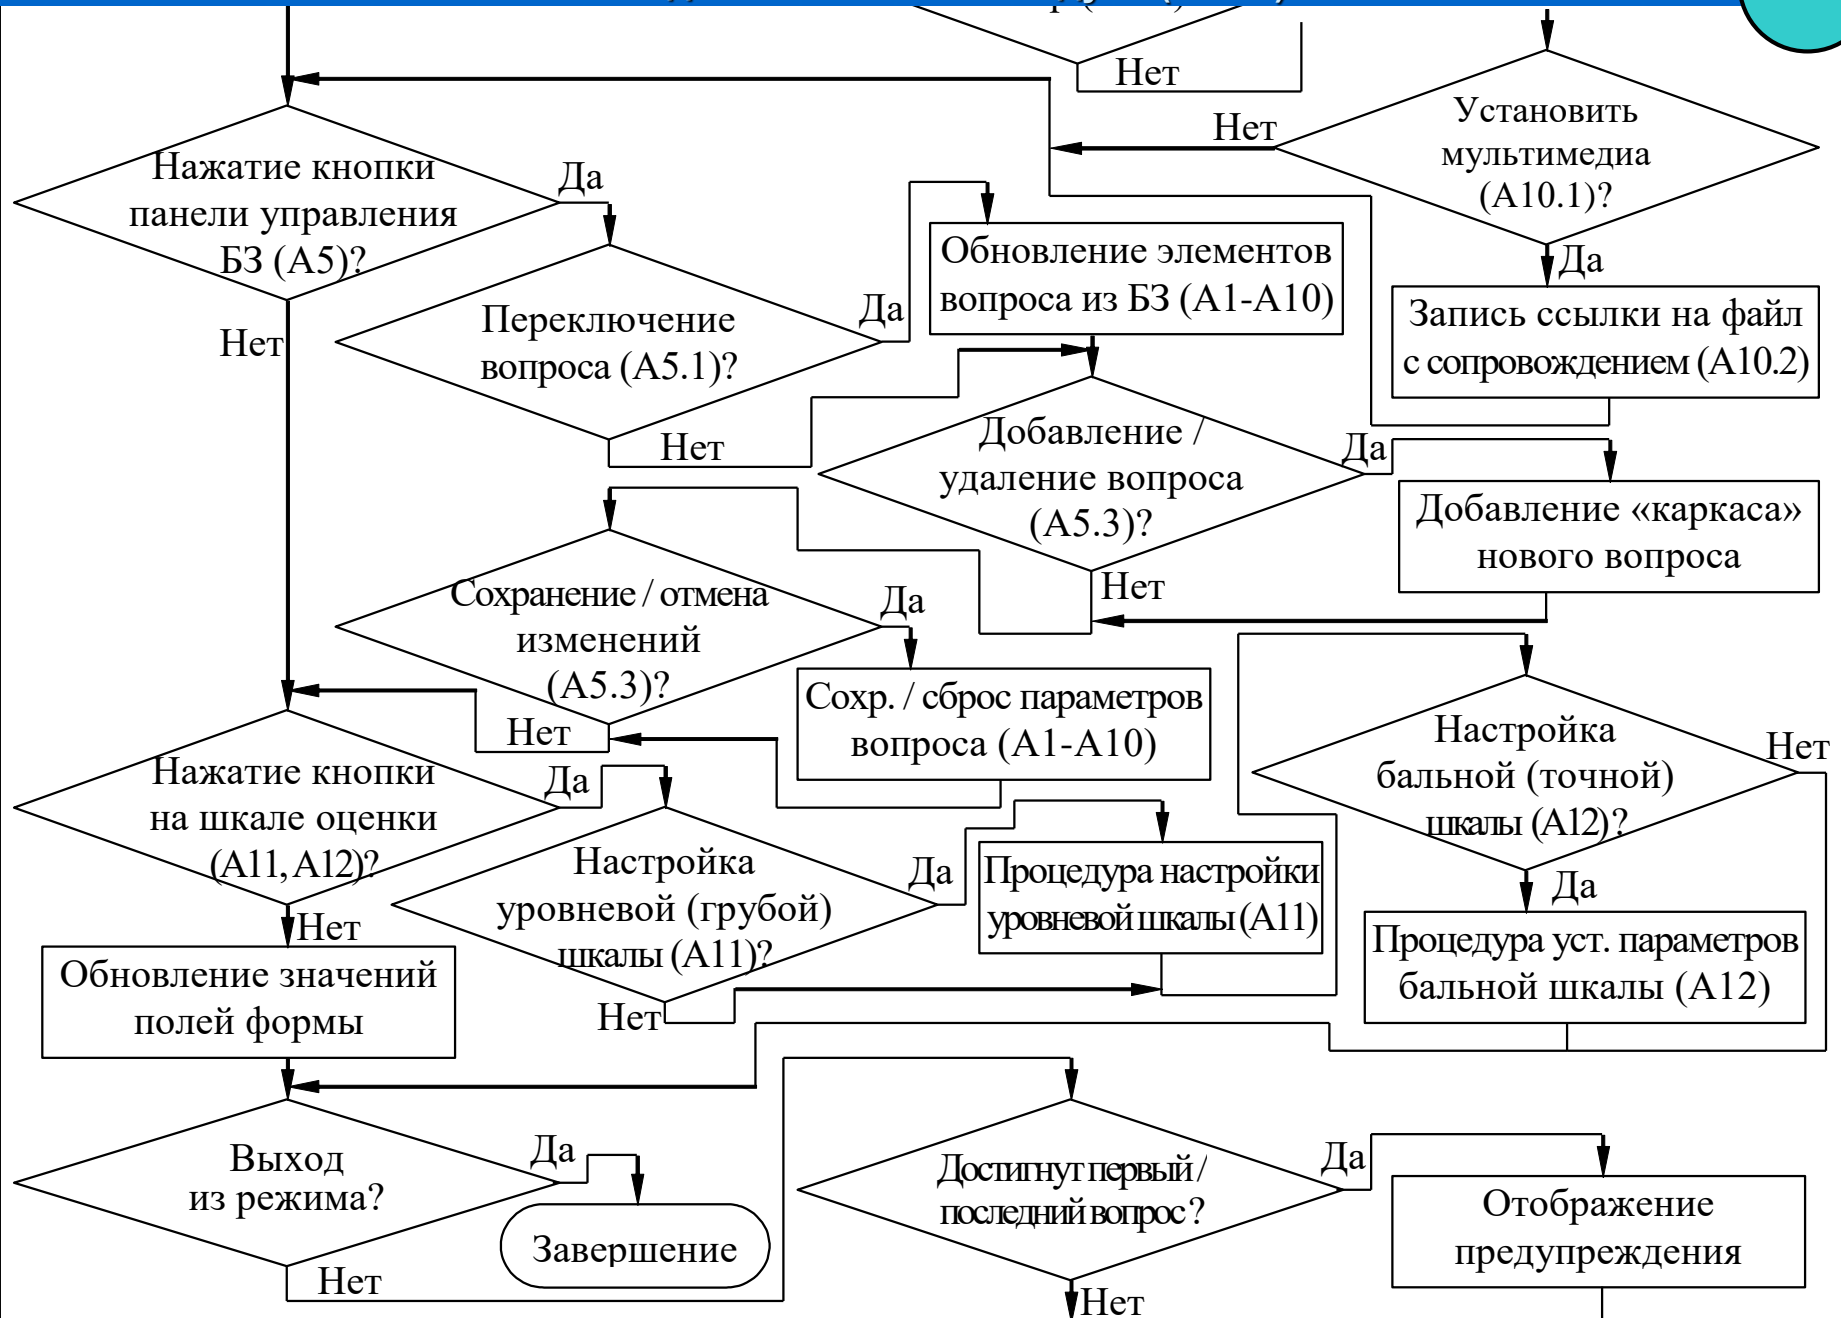 Нет
Установить
мультимедиа
(А10.1)?
Нет
Да
Нажатие кнопки
панели управления
БЗ (А5)?
Да
Нет
Переключение
вопроса (А5.1)?
Да
Нет
Обновление элементов
вопроса из БЗ (А1-А10)
Запись ссылки на файл
с сопровождением (А10.2)
Добавление /
удаление вопроса
(А5.3)?
Да
Нет
Добавление «каркаса»
нового вопроса
Сохранение / отмена
изменений
(А5.3)?
Да
Нет
Сохр. / сброс параметров
вопроса (А1-А10)
Настройка
бальной (точной)
шкалы (А12)?
Нет
Да
Нажатие кнопки
на шкале оценки
(А11, А12)?
Да
Нет
Настройка
уровневой (грубой)
шкалы (А11)?
Да
Нет
Процедура настройки
уровневой шкалы (А11)
Процедура уст. параметров
бальной шкалы (А12)
Обновление значений
полей формы
Выход
из режима?
Да
Нет
Завершение
Достигнут первый /
последний вопрос ?
Да
Нет
Отображение
предупреждения